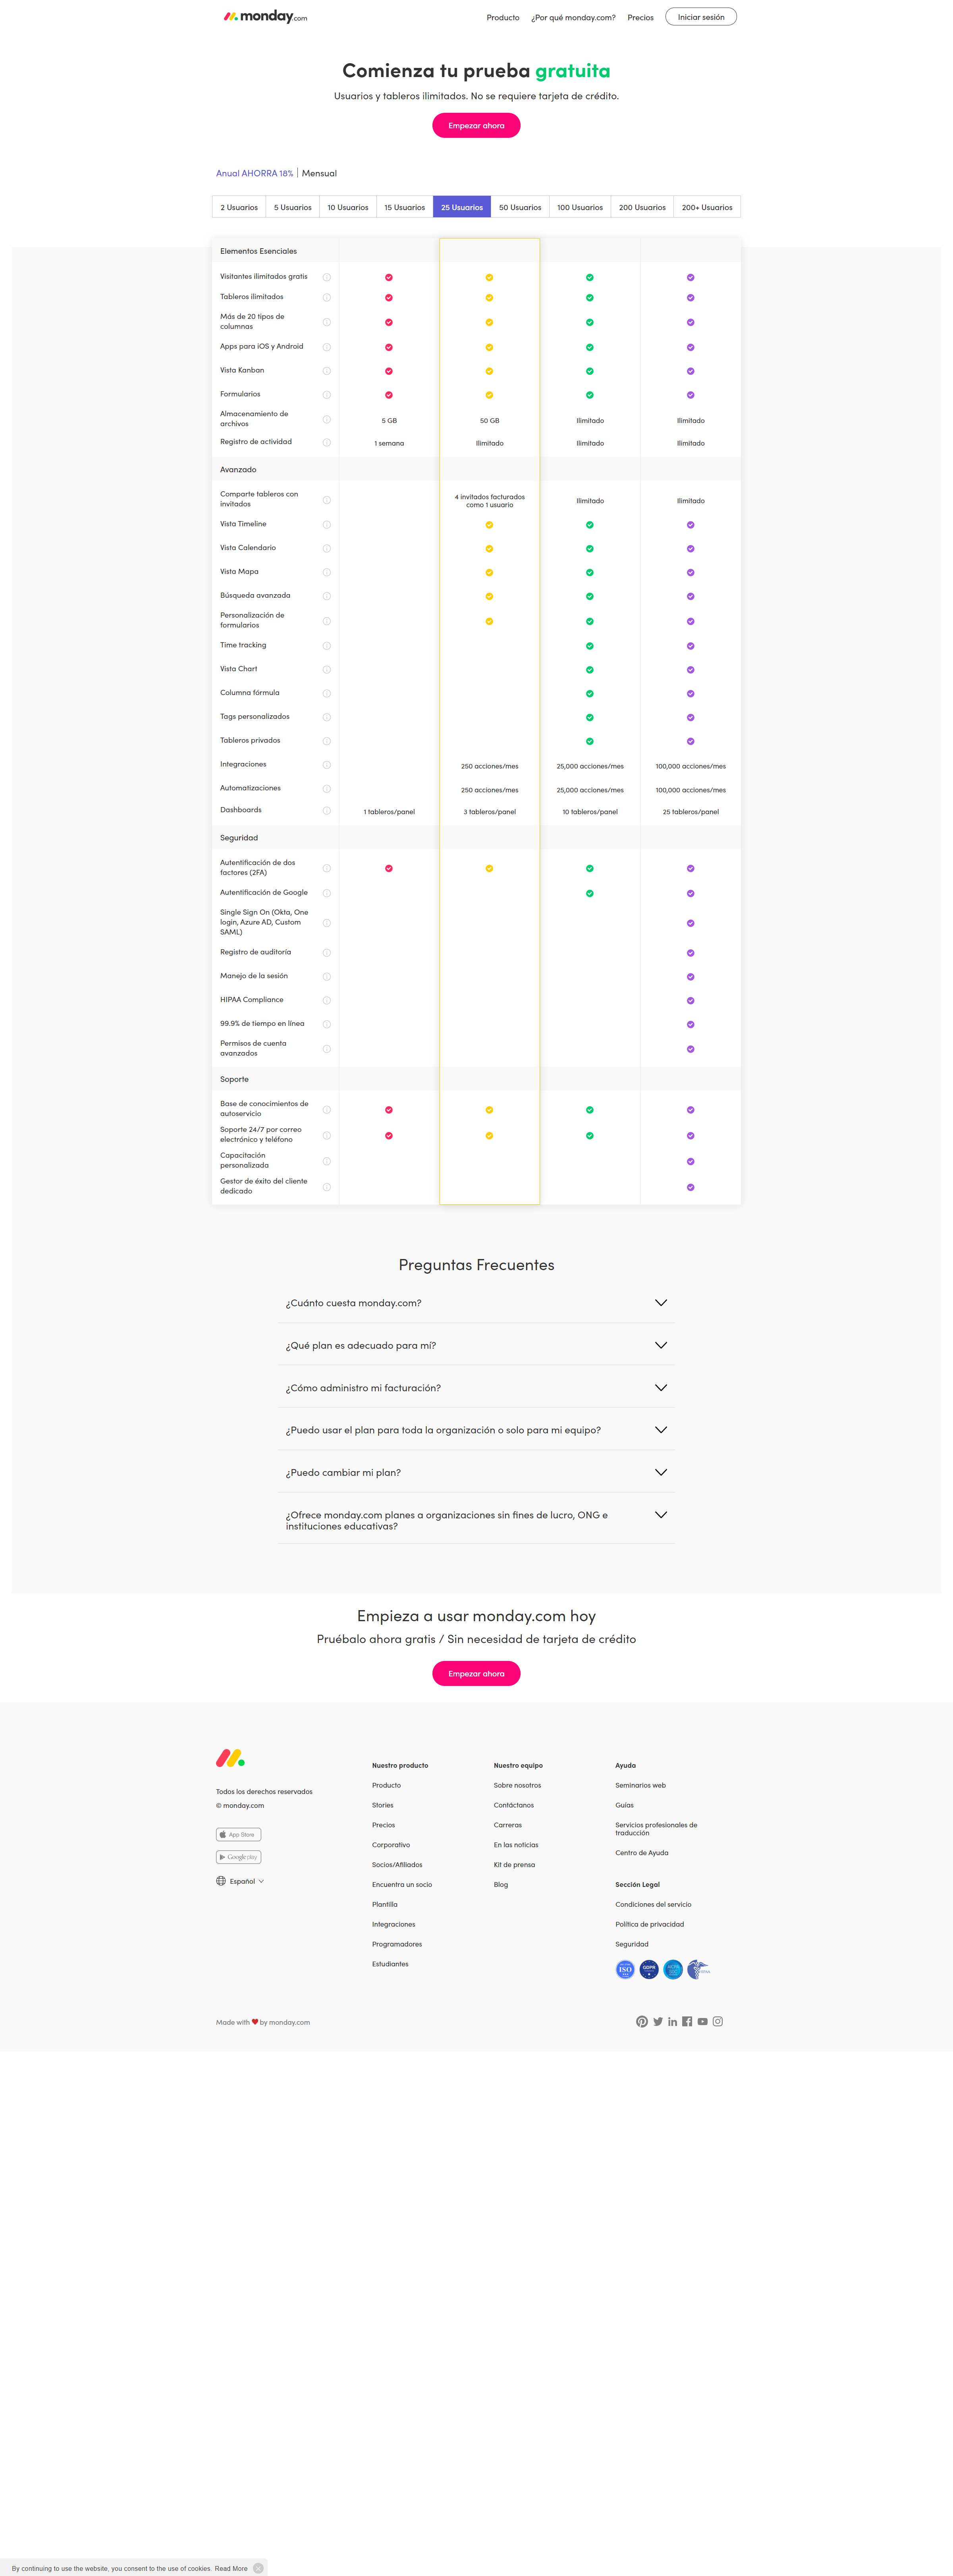 monday.com
Producto
¿Por qué monday.com?
Precios
Iniciar sesión
Comienza tu prueba gratuita
Usuarios y tableros ilimitados. No se requiere tarjeta de crédito.
Empezar ahora
Anual AHORRA 18% | Mensual
2 Usuarios
5 Usuarios
10 Usuarios
15 Usuarios
25 Usuarios
50 Usuarios
100 Usuarios
200 Usuarios
200+ Usuarios
Elementos Esenciales
Visitantes ilimitados gratis
Tableros ilimitados
Más de 20 tipos de
columnas
Apps para iOS y Android
Vista Kanban
Formularios
Almacenamiento de
archivos
5 GB
50 GB
Ilimitado
Ilimitado
Registro de actividad
1 semana
Ilimitado
Ilimitado
Ilimitado
Avanzado
Comparte tableros con
invitados
4 invitados facturados
como 1 usuario
Ilimitado
Ilimitado
Vista Timeline
Vista Calendario
Vista Mapa
Búsqueda avanzada
Personalización de
formularios
Time tracking
Vista Chart
Columna fórmula
Tags personalizados
Tableros privados
Integraciones
250 acciones/mes
25,000 acciones/mes
100,000 acciones/mes
Automatizaciones
250 acciones/mes
25,000 acciones/mes
100,000 acciones/mes
Dashboards
1 tableros/panel
3 tableros/panel
10 tableros/panel
25 tableros/panel
Seguridad
Autentificación de dos
factores (2FA)
Autentificación de Google
Single Sign On (Okta, One
login, Azure AD, Custom
SAML)
Registro de auditoría
Manejo de la sesión
HIPAA Compliance
99.9% de tiempo en línea
Permisos de cuenta
avanzados
Soporte
Base de conocimientos de
autoservicio
Soporte 24/7 por correo
electrónico y teléfono
Capacitación
personalizada
Gestor de éxito del cliente
dedicado
Preguntas Frecuentes
¿Cuánto cuesta monday.com?
¿Qué plan es adecuado para mí?
¿Cómo administro mi facturación?
¿Puedo usar el plan para toda la organización o solo para mi equipo?
¿Puedo cambiar mi plan?
¿Ofrece monday.com planes a organizaciones sin fines de lucro, ONG e
instituciones educativas?
Empieza a usar monday.com hoy
Pruébalo ahora gratis / Sin necesidad de tarjeta de crédito
Empezar ahora
Todos los derechos reservados
© monday.com
App Store
Google play
Español
Nuestro producto
Producto
Stories
Precios
Corporativo
Socios/Afiliados
Encuentra un socio
Plantilla
Integraciones
Programadores
Estudiantes
Nuestro equipo
Sobre nosotros
Contáctanos
Carreras
En las noticias
Kit de prensa
Blog
Ayuda
Seminarios web
Guías
Servicios profesionales de
traducción
Centro de Ayuda
Sección Legal
Condiciones del servicio
Política de privacidad
Seguridad
ISO
GDPR
Made with by monday.com
By continuing to use the website, you consent to the use of cookies. Read More